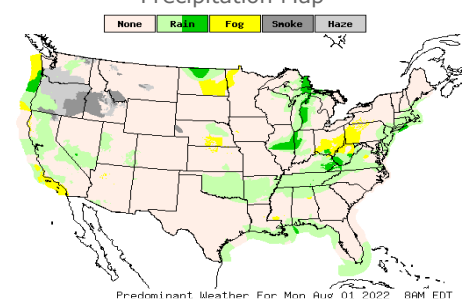 Precipitation Map
None Rain Fog Smoke Haze
Predominant Weather For Mon Aug 01 2022 8AM EDT